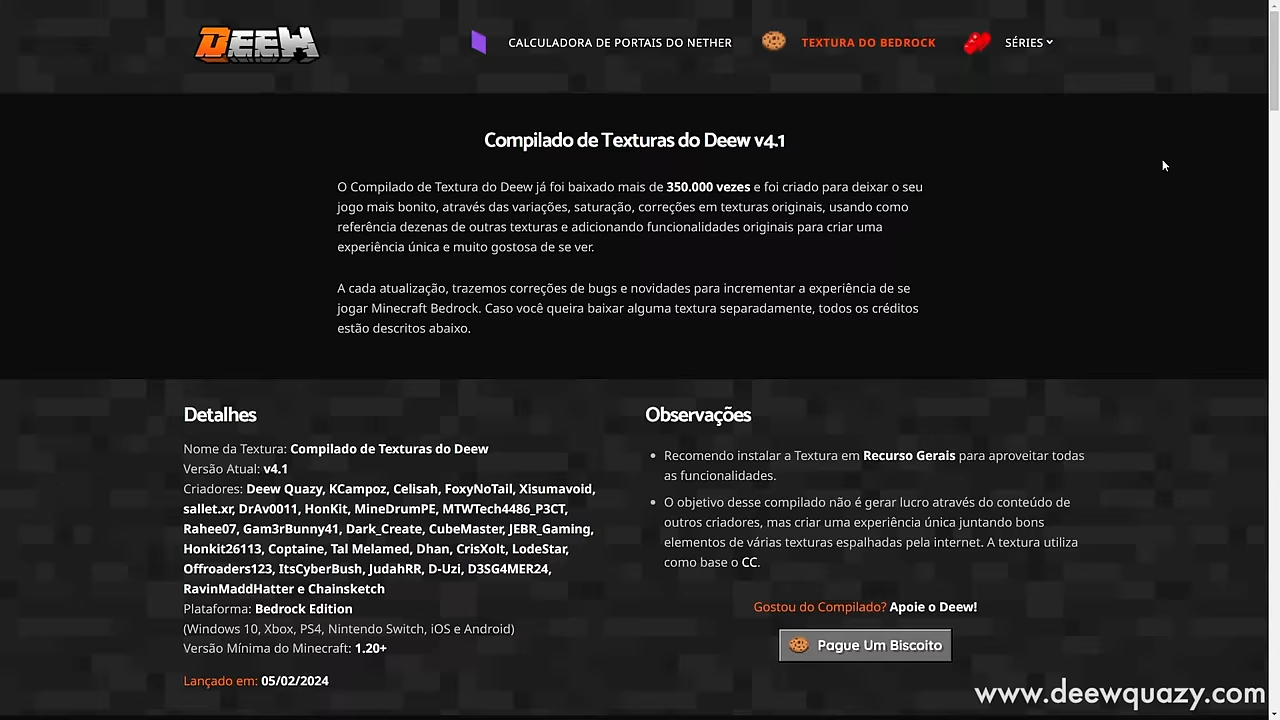 DEEW
CALCULADORA DE PORTAIS DO NETHER
TEXTURA DO BEDROCK
SÉRIES
Compilado de Texturas do Deew v4.1
O Compilado de Textura do Deew já foi baixado mais de 350.000 vezes e foi criado para deixar o seu
jogo mais bonito, através das variações, saturação, correções em texturas originais, usando como
referência dezenas de outras texturas e adicionando funcionalidades originais para criar uma
experiência única e muito gostosa de se ver.
A cada atualização, trazemos correções de bugs e novidades para incrementar a experiência de se
jogar Minecraft Bedrock. Caso você queira baixar alguma textura separadamente, todos os créditos
estão descritos abaixo.
Detalhes
Nome da Textura: Compilado de Texturas do Deew
Versão Atual: v4.1
Criadores: Deew Quazy, KCampoz, Celisah, FoxyNoTail, Xisumavoid,
sallet.xr, DrAv0011, HonKit, MineDrumPE, MTWTech4486_P3CT,
Rahee07, Gam3rBunny41, Dark_Create, CubeMaster, JEBR_Gaming,
Honkit26113, Coptaine, Tal Melamed, Dhan, CrisXolt, LodeStar,
Offroaders123, ItsCyberBush, JudahRR, D-Uzi, D3SG4MER24,
RavinMaddHatter e Chainsketch
Plataforma: Bedrock Edition
(Windows 10, Xbox, PS4, Nintendo Switch, iOS e Android)
Versão Mínima do Minecraft: 1.20+
Lançado em: 05/02/2024
Observações
Recomendo instalar a Textura em Recurso Gerais para aproveitar todas
as funcionalidades.
O objetivo desse compilado não é gerar lucro através do conteúdo de
outros criadores, mas criar uma experiência única juntando bons
elementos de várias texturas espalhadas pela internet. A textura utiliza
como base o CC.
Gostou do Compilado? Apoie o Deew!
Pague Um Biscoito
www.deewquazy.com